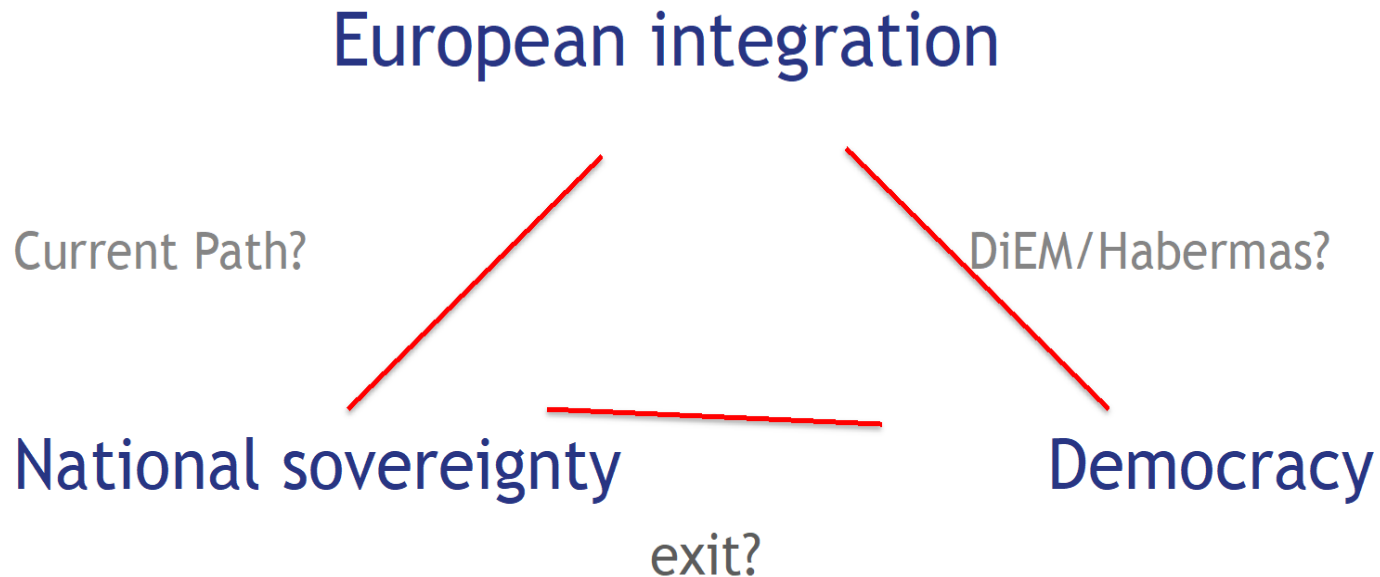 European integration
Current Path?
DiEM/Habermas?
National sovereignty
Democracy
exit?